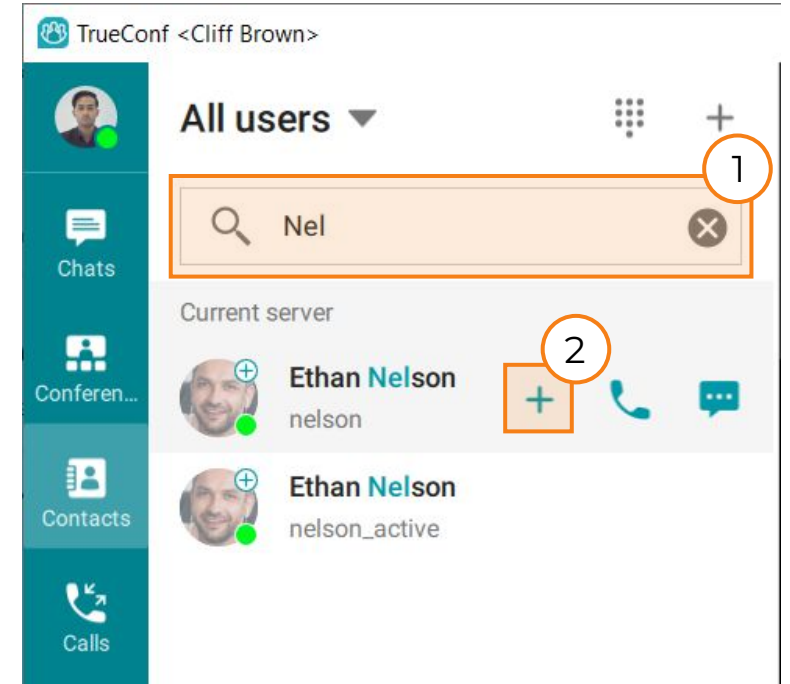 TrueConf <Cliff Brown>
All users
1
Nel
Chats
Current server
2
Ethan Nelson
nelson
Conferen...
Ethan Nelson
nelson_active
Contacts
Calls